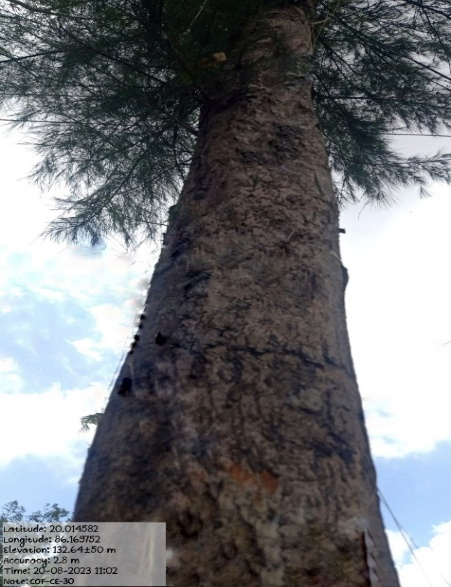 Latitude: 20.014582
Longitude: 86.169752
Elevation: 132.64±50 m
Accuracy: 2.8 m
Time: 20-08-2023 11:02
Note: COF-CE-30